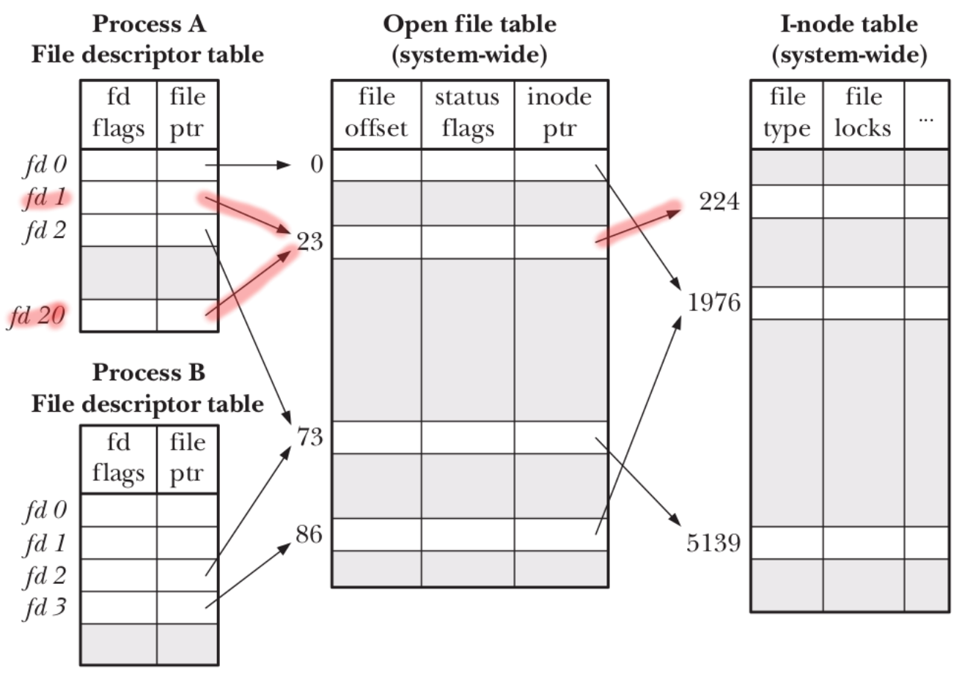 Process A
File descriptor table
fd
flags
file
ptr
fd 0
fd 1
fd 2
fd 20
Process B
File descriptor table
fd
flags
file
ptr
fd 0
fd 1
fd 2
fd 3
Open file table
(system-wide)
file
offset
status
flags
inode
ptr
0
23
73
86
I-node table
(system-wide)
file
type
file
locks
...
224
1976
5139